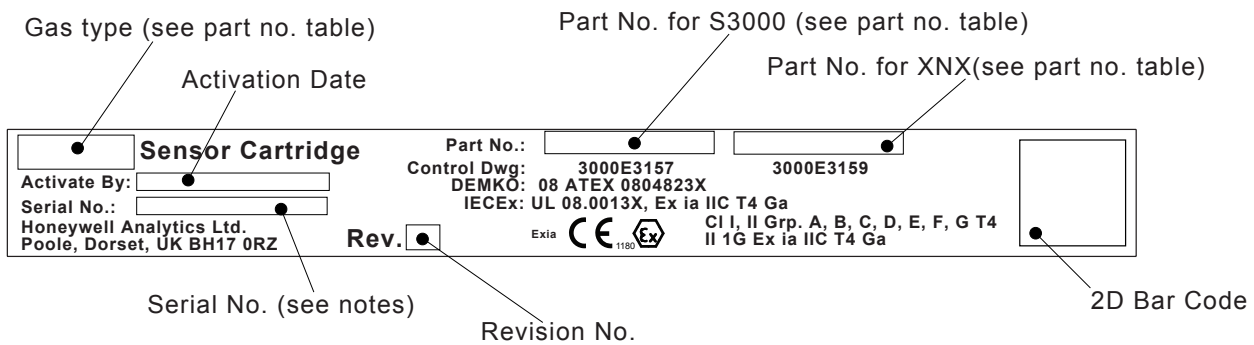 Gas type (see part no. table)
Part No. for S3000 (see part no. table)
Activation Date
Part No. for XNX(see part no. table)
Sensor Cartridge
Part No.:
Control Dwg: 3000E3157 3000E3159
Activate By:
DEMKO: 08 ATEX 0804823X
Serial No.:
IECEx: UL 08.0013X, Ex ia IIC T4 Ga
Honeywell Analytics Ltd.
Poole, Dorset, UK BH17 0RZ
Rev.
Exia CE 1180 Ex
CI I, II Grp. A, B, C, D, E, F, G T4
II 1G Ex ia IIC T4 Ga
Serial No. (see notes)
Revision No.
2D Bar Code